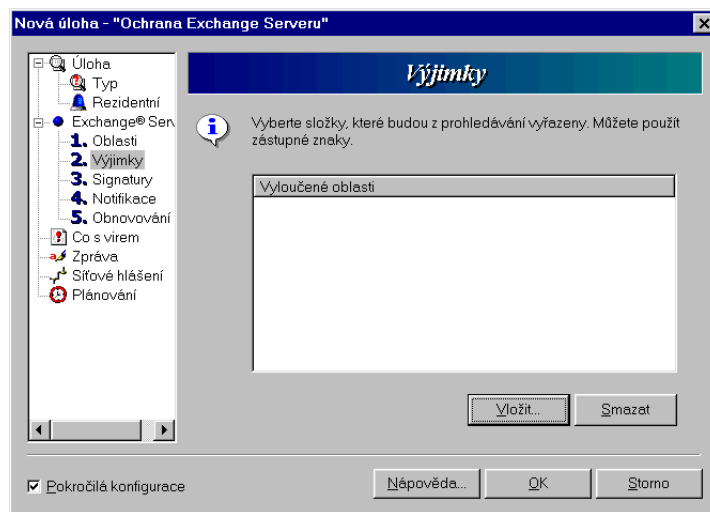 Nová úloha - "Ochrana Exchange Serveru"
Úloha
Typ
Rezidentní
Exchange® Serv
1. Oblasti
2. Výjimky
3. Signatury
4. Notifikace
5. Obnovování
Co s virem
Zpráva
Síťové hlášení
Plánování
Výjimky
Vyberte složky, které budou z prohledávání vyřazeny. Můžete použít
zástupné znaky.
Vyloučené oblasti
Vložit...
Smazat
Pokročilá konfigurace
Nápověda...
OK
Storno